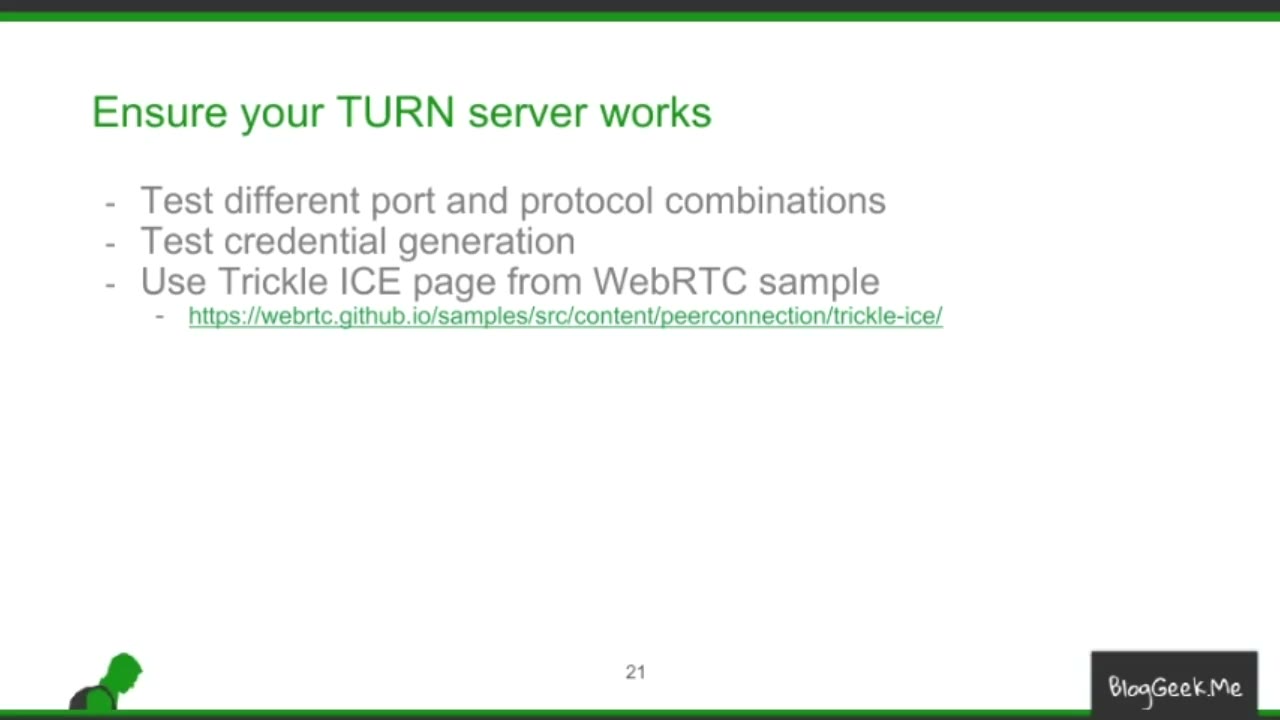 Ensure your TURN server works
- Test different port and protocol combinations
- Test credential generation
- Use Trickle ICE page from WebRTC sample
- https://webrtc.github.io/samples/src/content/peerconnection/trickle-ice/
21
BlogGeek.Me